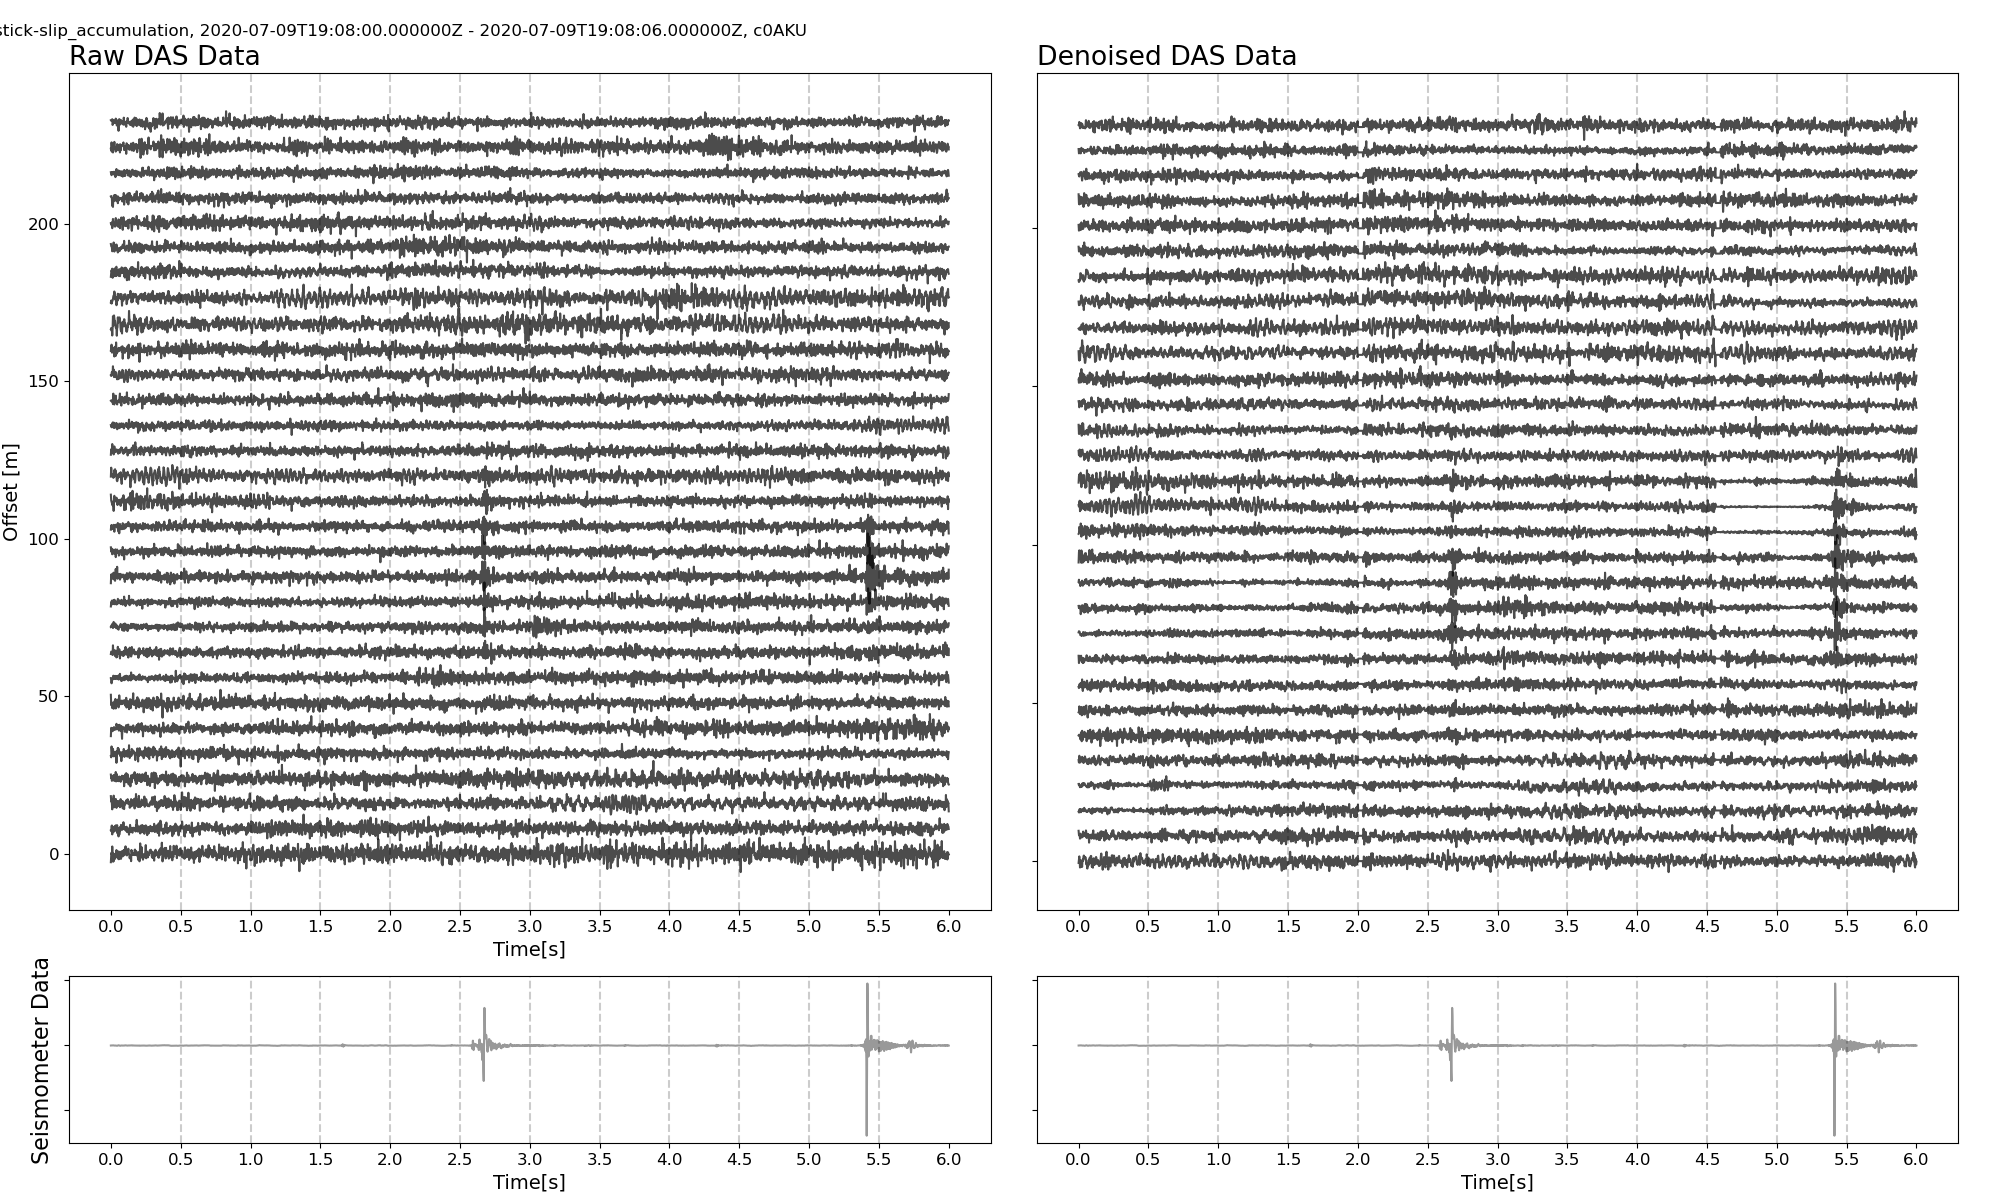 stick-slip_accumulation, 2020-07-09T19:08:00.000000Z - 2020-07-09T19:08:06.000000Z, c0AKU
Raw DAS Data
Denoised DAS Data
Offset [m]
200
150
100
50
0
0.0 0.5 1.0 1.5 2.0 2.5 3.0 3.5 4.0 4.5 5.0 5.5 6.0
Time[s]
0.0 0.5 1.0 1.5 2.0 2.5 3.0 3.5 4.0 4.5 5.0 5.5 6.0
Seismometer Data
0.0 0.5 1.0 1.5 2.0 2.5 3.0 3.5 4.0 4.5 5.0 5.5 6.0
Time[s]
0.0 0.5 1.0 1.5 2.0 2.5 3.0 3.5 4.0 4.5 5.0 5.5 6.0
Time[s]